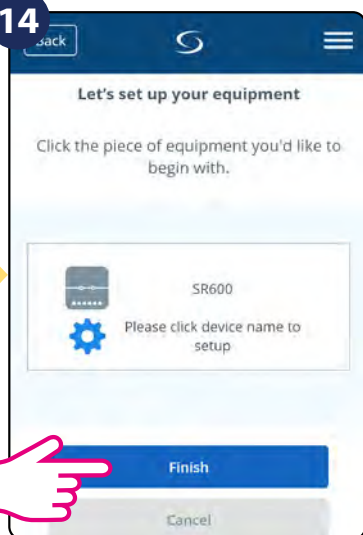 14
Back
Let's set up your equipment
Click the piece of equipment you'd like to
begin with.
SR600
Please click device name to
setup
Finish
Cancel